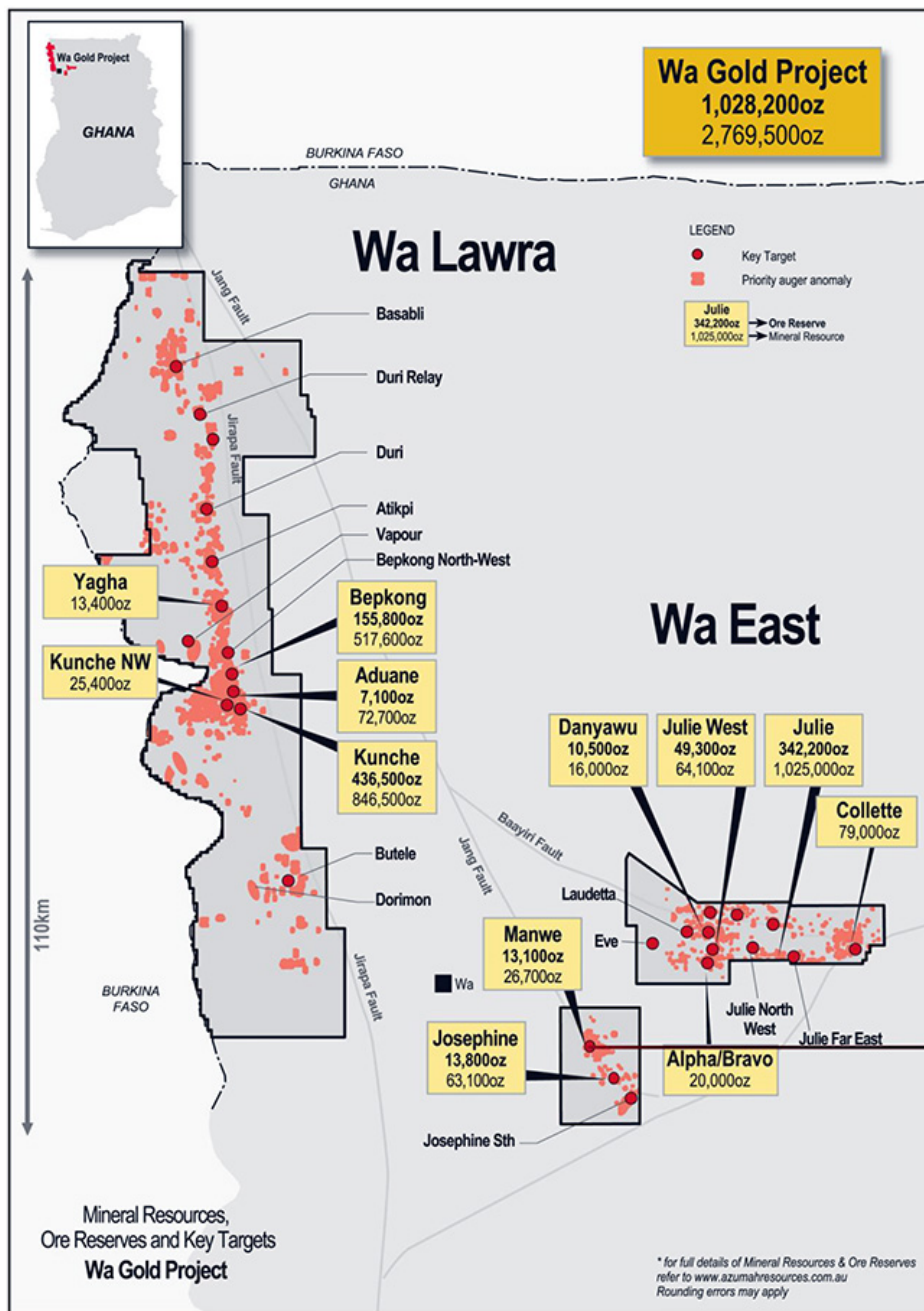 Wa Gold Project
GHANA
Wa Gold Project
1,028,200oz
2,769,500oz
BURKINA FASO
GHANA
Wa Lawra
LEGEND
Key Target
Priority auger anomaly
Julie
342,200oz
Ore Reserve
1,025,000oz
Mineral Resource
Jang Fault
Basabli
Duri Relay
Jirapa Fault
Duri
Atikpi
Vapour
Bepkong North-West
Yagha
13,400oz
Bepkong
155,800oz
517,600oz
Kunche NW
25,400oz
Aduane
7,100oz
72,700oz
Kunche
436,500oz
846,500oz
Wa East
Danyawu
10,500oz
16,000oz
Julie West
49,300oz
64,100oz
Julie
342,200oz
1,025,000oz
Collette
79,000oz
Baayiri Fault
Jang Fault
Butele
Dorimon
Laudetta
Eve
110km
Manwe
13,100oz
26,700oz
Wa
Jirapa Fault
BURKINA
FASO
Julie North
West
Julie Far East
Josephine
13,800oz
63,100oz
Alpha/Bravo
20,000oz
Josephine Sth
Mineral Resources,
Ore Reserves and Key Targets
Wa Gold Project
* for full details of Mineral Resources & Ore Reserves
refer to www.azumahresources.com.au
Rounding errors may apply